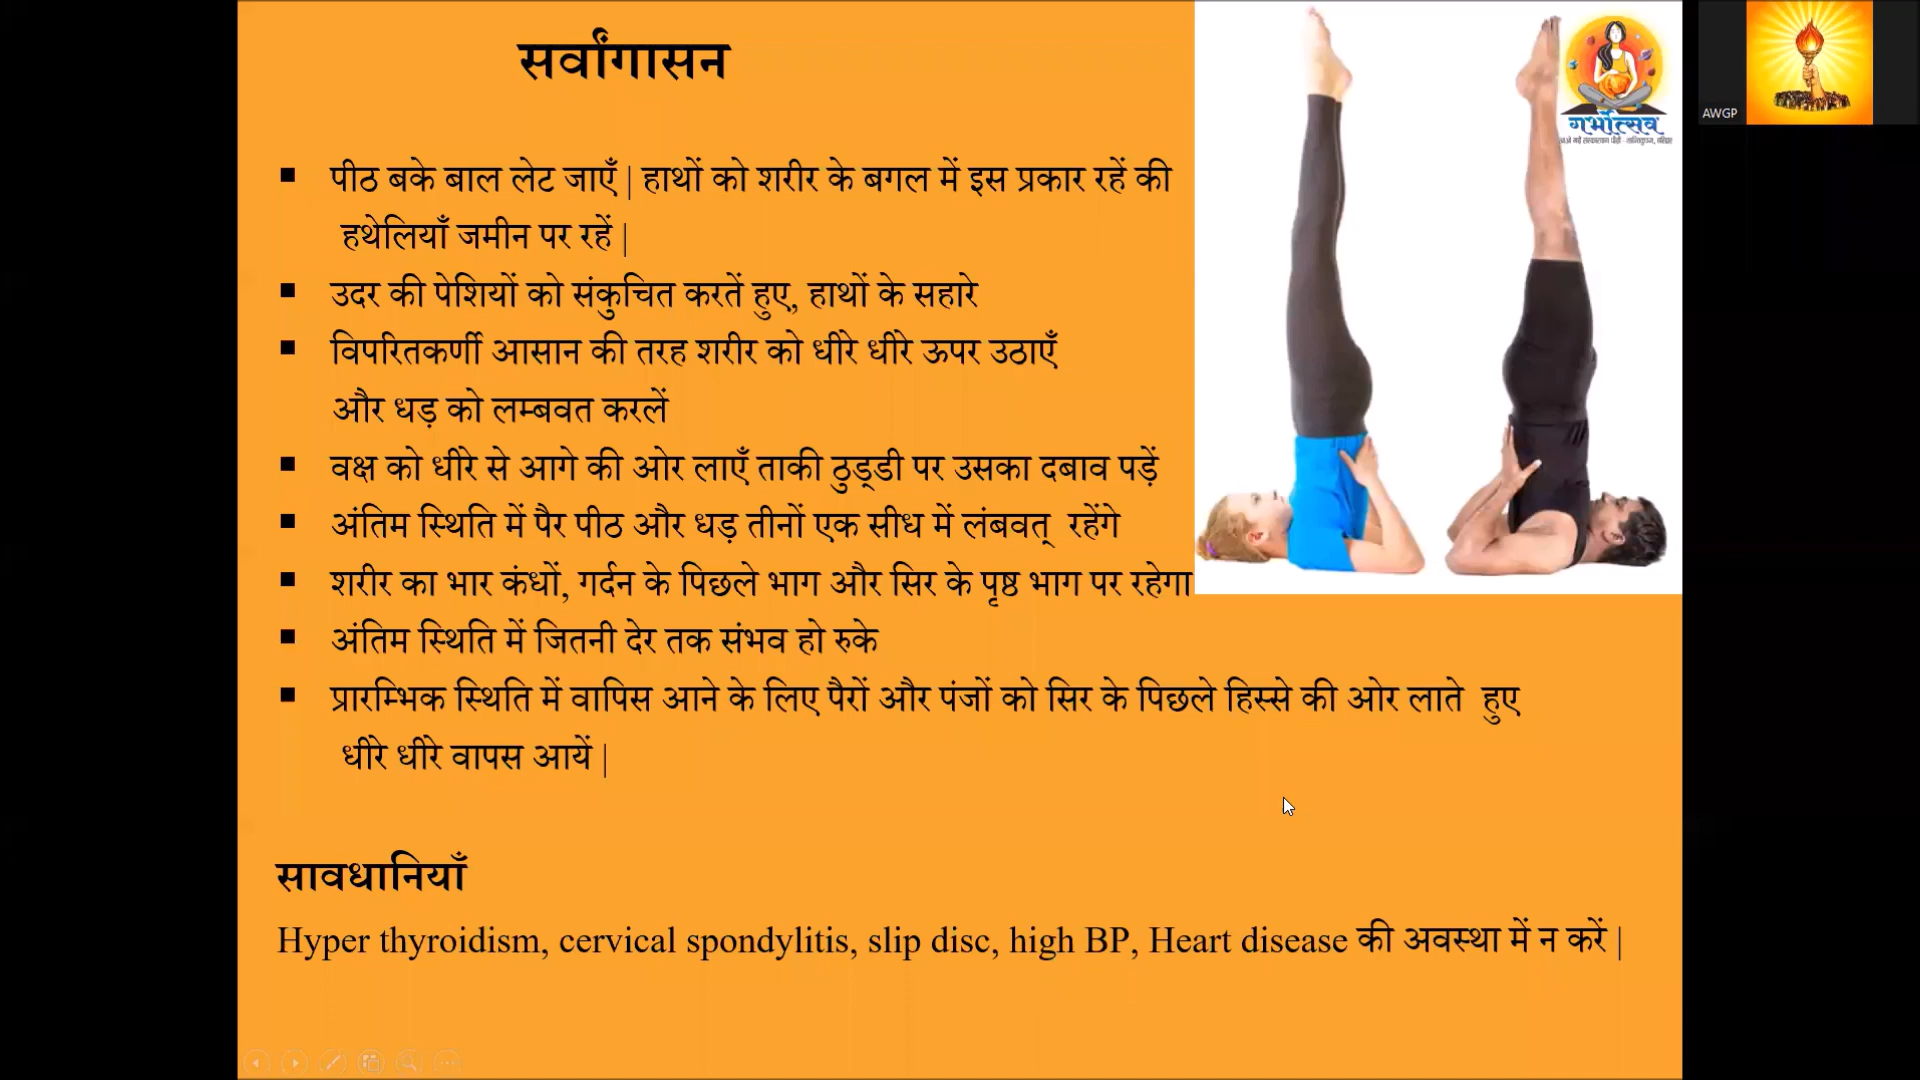 सर्वांगासन
AWGP
गर्भोत्सव
▪ पीठ बके बाल लेट जाएँ | हाथों को शरीर के बगल में इस प्रकार रहें की
हथेलियाँ जमीन पर रहें |
▪ उदर की पेशियों को संकुचित करतें हुए, हाथों के सहारे
▪ विपरितकर्णी आसान की तरह शरीर को धीरे धीरे ऊपर उठाएँ
और धड़ को लम्बवत करलें
▪ वक्ष को धीरे से आगे की ओर लाएँ ताकी ठुड्डी पर उसका दबाव पड़ें
▪ अंतिम स्थिति में पैर पीठ और धड़ तीनों एक सीध में लंबवत् रहेंगे
▪ शरीर का भार कंधों, गर्दन के पिछले भाग और सिर के पृष्ठ भाग पर रहेगा
▪ अंतिम स्थिति में जितनी देर तक संभव हो रुके
▪ प्रारम्भिक स्थिति में वापिस आने के लिए पैरों और पंजों को सिर के पिछले हिस्से की ओर लाते हुए
धीरे धीरे वापस आयें |
सावधानियाँ
Hyper thyroidism, cervical spondylitis, slip disc, high BP, Heart disease की अवस्था में न करें |